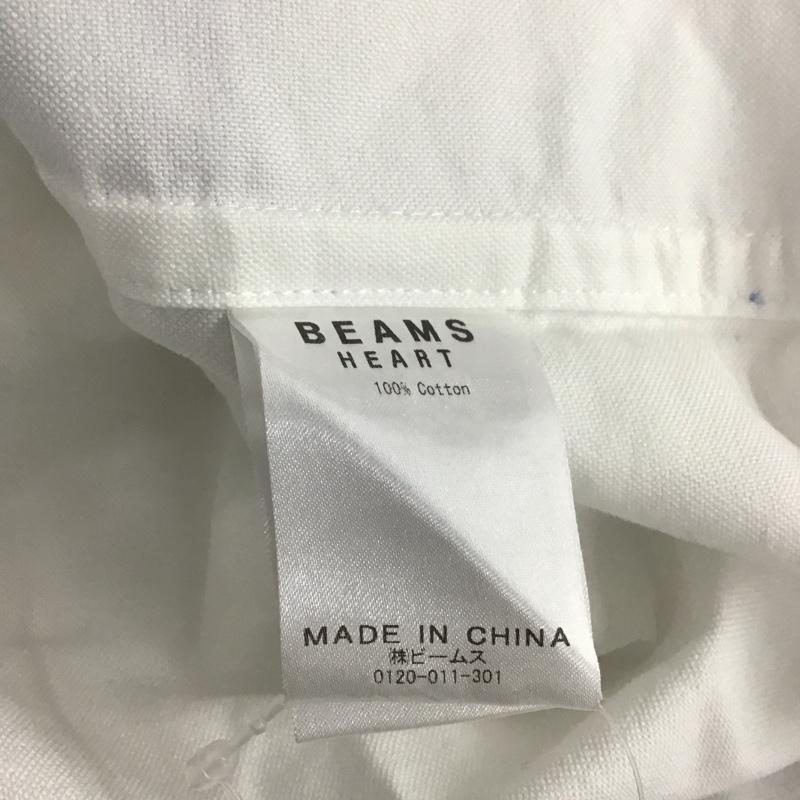 BEAMS
HEART
100% Cotton
MADE IN CHINA
㈱ビームス
0120-011-301